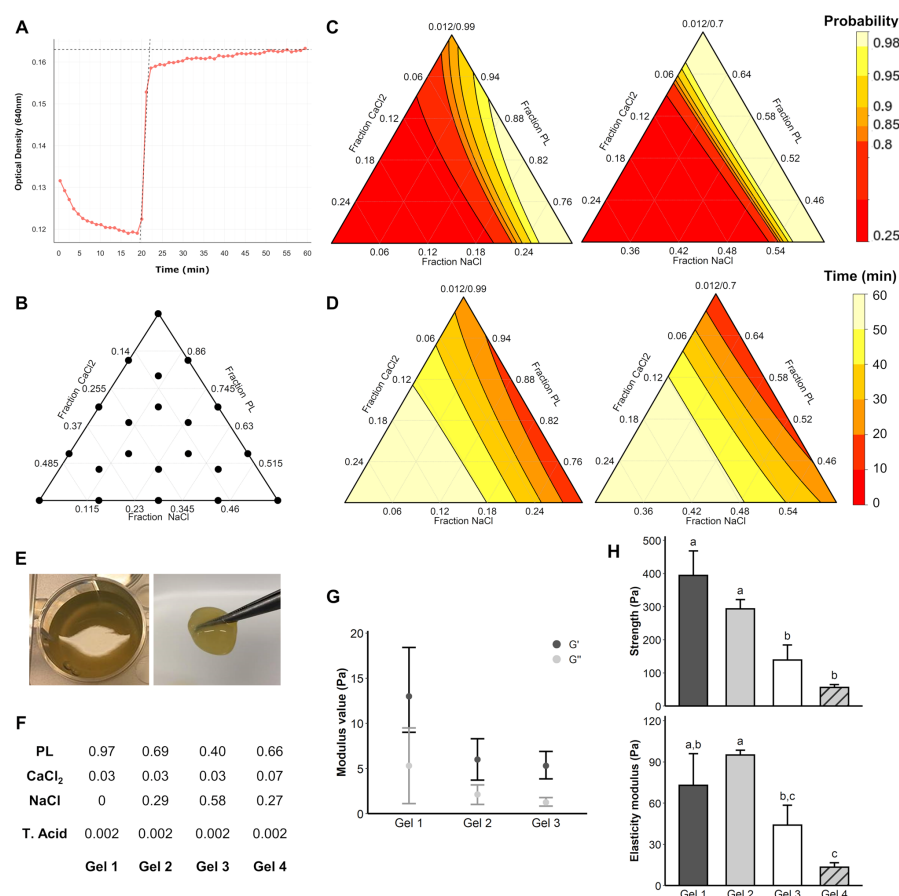 A
Optical Density (640nm)
0.16
0.15
0.14
0.13
0.12
0
5
10
15
20
25
30
35
40
45
50
55
60
Time (min)
B
Fraction CaCl2
Fraction PL
0.14
0.86
0.255
0.745
0.37
0.63
0.485
0.515
0.115
0.23
0.345
0.46
Fraction NaCl
C
0.012/0.99
0.06
0.94
Fraction CaCl2
Fraction PL
0.12
0.88
0.18
0.82
0.24
0.76
0.06
0.12
0.18
0.24
Fraction NaCl
0.012/0.7
0.06
0.64
Fraction CaCl2
Fraction PL
0.12
0.58
0.18
0.52
0.24
0.46
0.36
0.42
0.48
0.54
Fraction NaCl
Probability
0.98
0.95
0.9
0.85
0.8
0.25
D
0.012/0.99
0.06
0.94
Fraction CaCl2
Fraction PL
0.12
0.88
0.18
0.82
0.24
0.76
0.06
0.12
0.18
0.24
0.30
Fraction NaCl
0.012/0.7
0.06
0.64
Fraction CaCl2
Fraction PL
0.12
0.58
0.18
0.52
0.24
0.46
0.36
0.42
0.48
0.54
Fraction NaCl
Time (min)
60
50
40
30
20
10
0
E
F
PL 0.97 0.69 0.40 0.66
CaCl₂ 0.03 0.03 0.03 0.07
NaCl 0 0.29 0.58 0.27
T. Acid 0.002 0.002 0.002 0.002
Gel 1 Gel 2 Gel 3 Gel 4
G
Modulus value (Pa)
20
15
10
5
0
G'
G"
Gel 1 Gel 2 Gel 3
H
Strength (Pa)
500
400
300
200
100
0
a
a
b
b
Elasticity modulus (Pa)
120
90
60
30
0
a,b
a
b,c
c
Gel 1 Gel 2 Gel 3 Gel 4